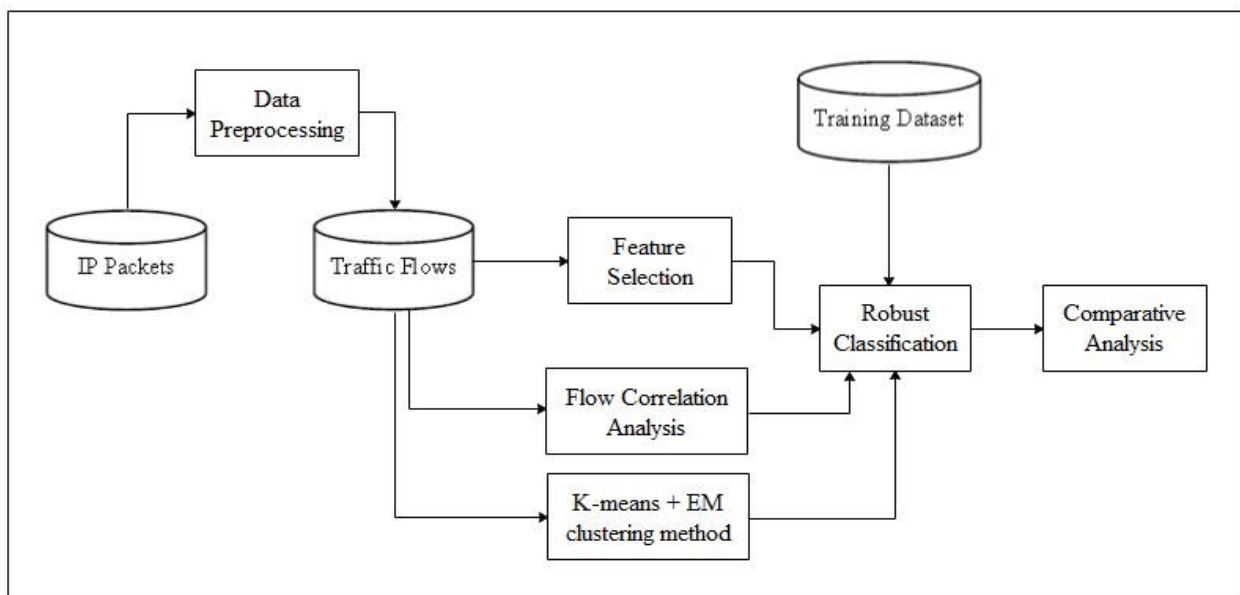 Data
Preprocessing
Training Dataset
IP Packets
Traffic Flows
Feature
Selection
Robust
Classification
Comparative
Analysis
Flow Correlation
Analysis
K-means + EM
clustering method